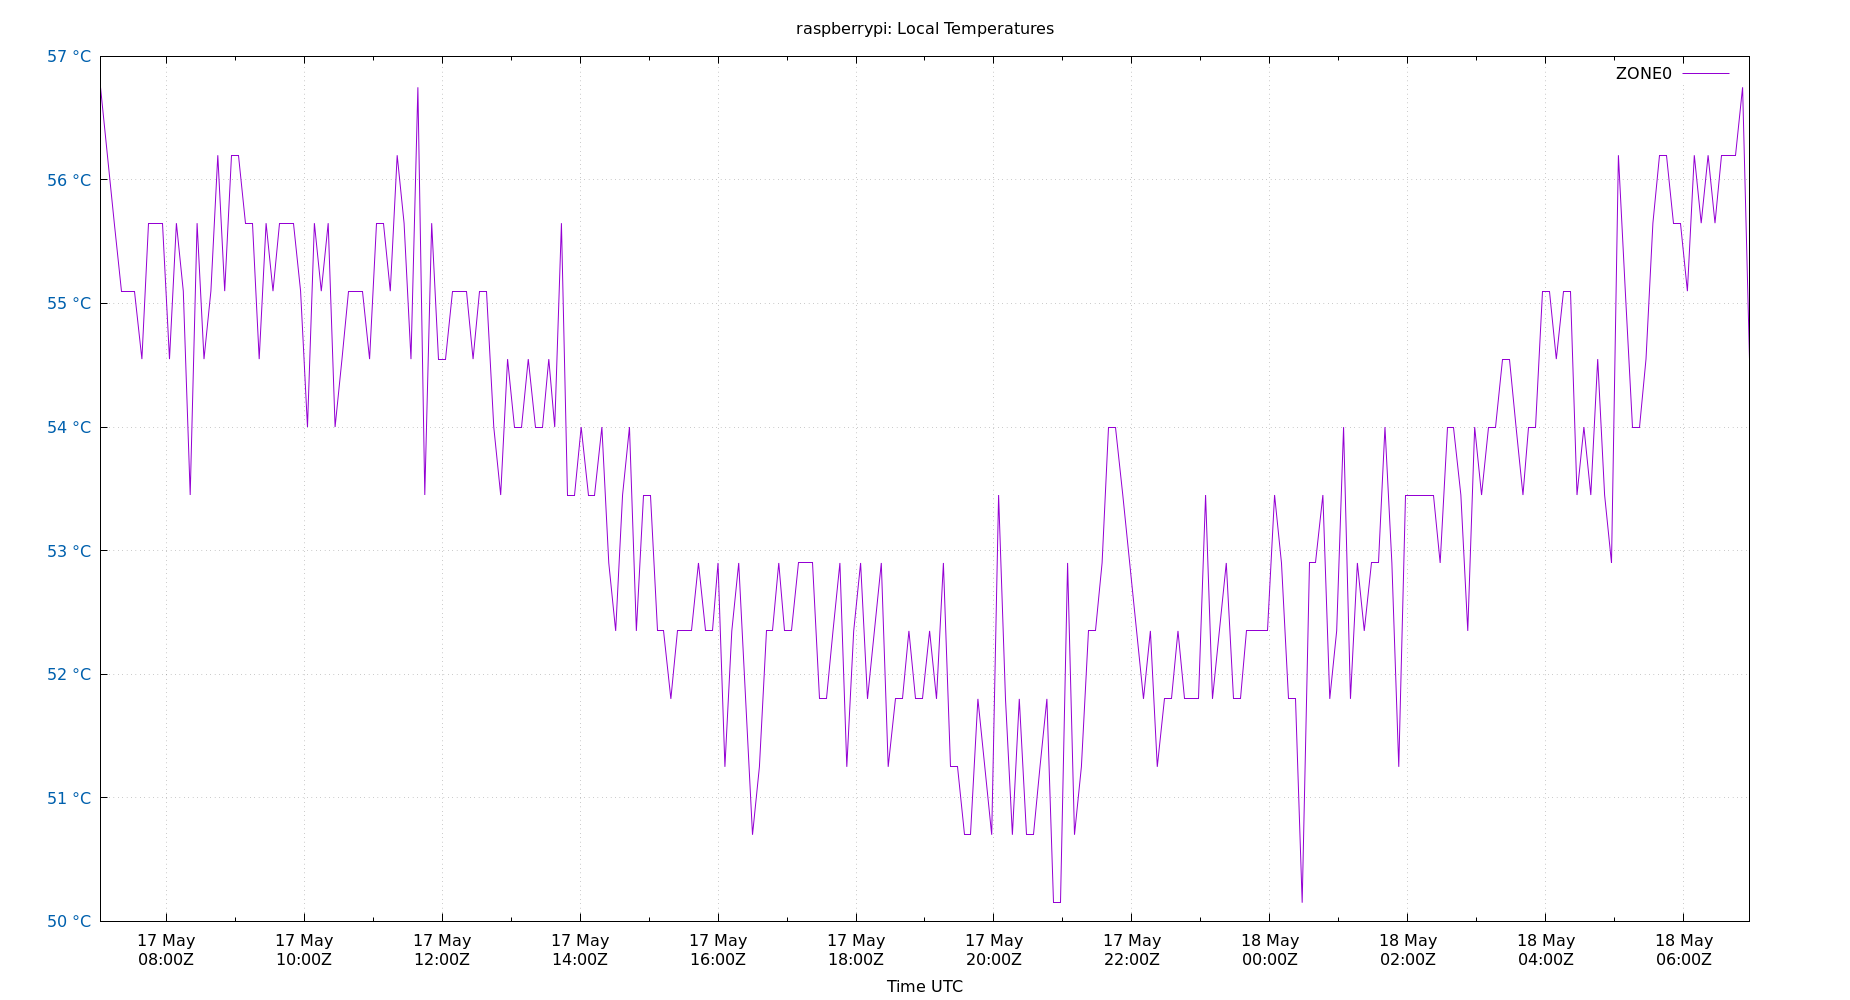 raspberrypi: Local Temperatures
57 °C
ZONE0
56 °C
55 °C
54 °C
53 °C
52 °C
51 °C
50 °C
17 May 17 May 17 May 17 May 17 May 17 May 17 May 17 May 18 May 18 May 18 May 18 May
08:00Z 10:00Z 12:00Z 14:00Z 16:00Z 18:00Z 20:00Z 22:00Z 00:00Z 02:00Z 04:00Z 06:00Z
Time UTC